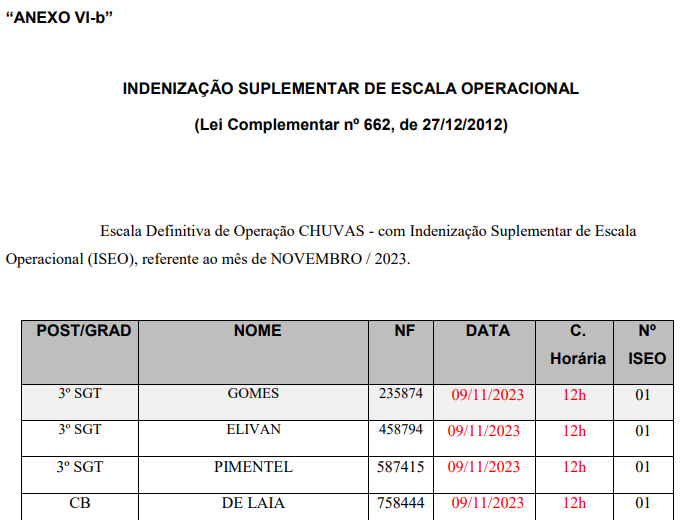 “ANEXO VI-b”
INDENIZAÇÃO SUPLEMENTAR DE ESCALA OPERACIONAL
(Lei Complementar nº 662, de 27/12/2012)
Escala Definitiva de Operação CHUVAS - com Indenização Suplementar de Escala
Operacional (ISEO), referente ao mês de NOVEMBRO / 2023.
POST/GRAD NOME NF DATA C. Horária Nº ISEO
3º SGT GOMES 235874 09/11/2023 12h 01
3º SGT ELIVAN 458794 09/11/2023 12h 01
3º SGT PIMENTEL 587415 09/11/2023 12h 01
CB DE LAIA 758444 09/11/2023 12h 01